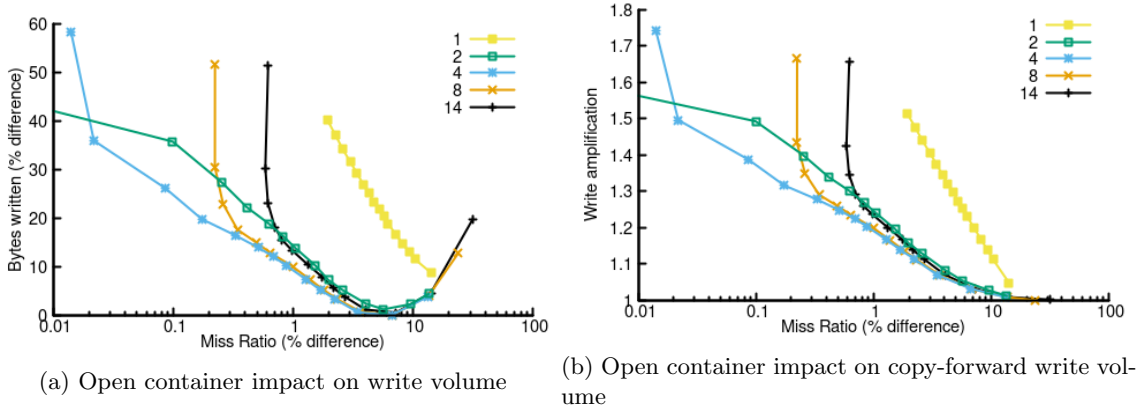 60
50
40
30
20
10
0
Bytes written (% difference)
0.01 0.1 1 10 100
Miss Ratio (% difference)
1
2
4
8
14
(a) Open container impact on write volume
1.8
1.7
1.6
1.5
1.4
1.3
1.2
1.1
1
Write amplification
0.01 0.1 1 10 100
Miss Ratio (% difference)
1
2
4
8
14
(b) Open container impact on copy-forward write vol-
ume